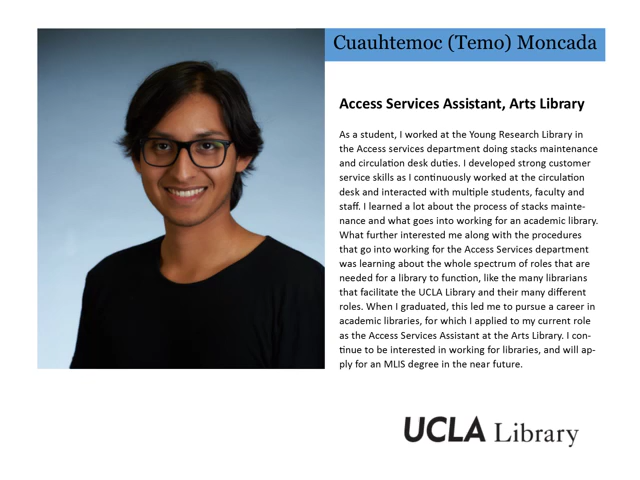 Cuauhtemoc (Temo) Moncada
Access Services Assistant, Arts Library
As a student, I worked at the Young Research Library in
the Access services department doing stacks maintenance
and circulation desk duties. I developed strong customer
service skills as I continuously worked at the circulation
desk and interacted with multiple students, faculty and
staff. I learned a lot about the process of stacks mainte-
nance and what goes into working for an academic library.
What further interested me along with the procedures
that go into working for the Access Services department
was learning about the whole spectrum of roles that are
needed for a library to function, like the many librarians
that facilitate the UCLA Library and their many different
roles. When I graduated, this led me to pursue a career in
academic libraries, for which I applied to my current role
as the Access Services Assistant at the Arts Library. I con-
tinue to be interested in working for libraries, and will ap-
ply for an MLIS degree in the near future.
UCLA Library